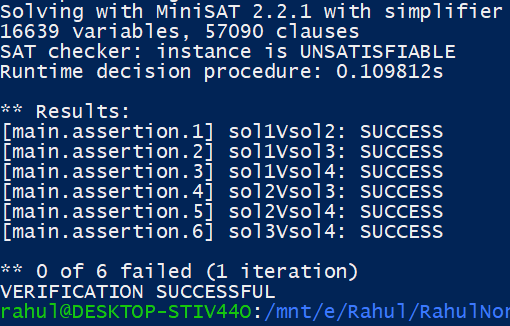 Solving with MiniSAT 2.2.1 with simplifier
16639 variables, 57090 clauses
SAT checker: instance is UNSATISFIABLE
Runtime decision procedure: 0.109812s
** Results:
[main.assertion.1] sol1Vsol2: SUCCESS
[main.assertion.2] sol1Vsol3: SUCCESS
[main.assertion.3] sol1Vsol4: SUCCESS
[main.assertion.4] sol2Vsol3: SUCCESS
[main.assertion.5] sol2Vsol4: SUCCESS
[main.assertion.6] sol3Vsol4: SUCCESS
** 0 of 6 failed (1 iteration)
VERIFICATION SUCCESSFUL
rahul@DESKTOP-STIV44O:/mnt/e/Rahul/RahulNor